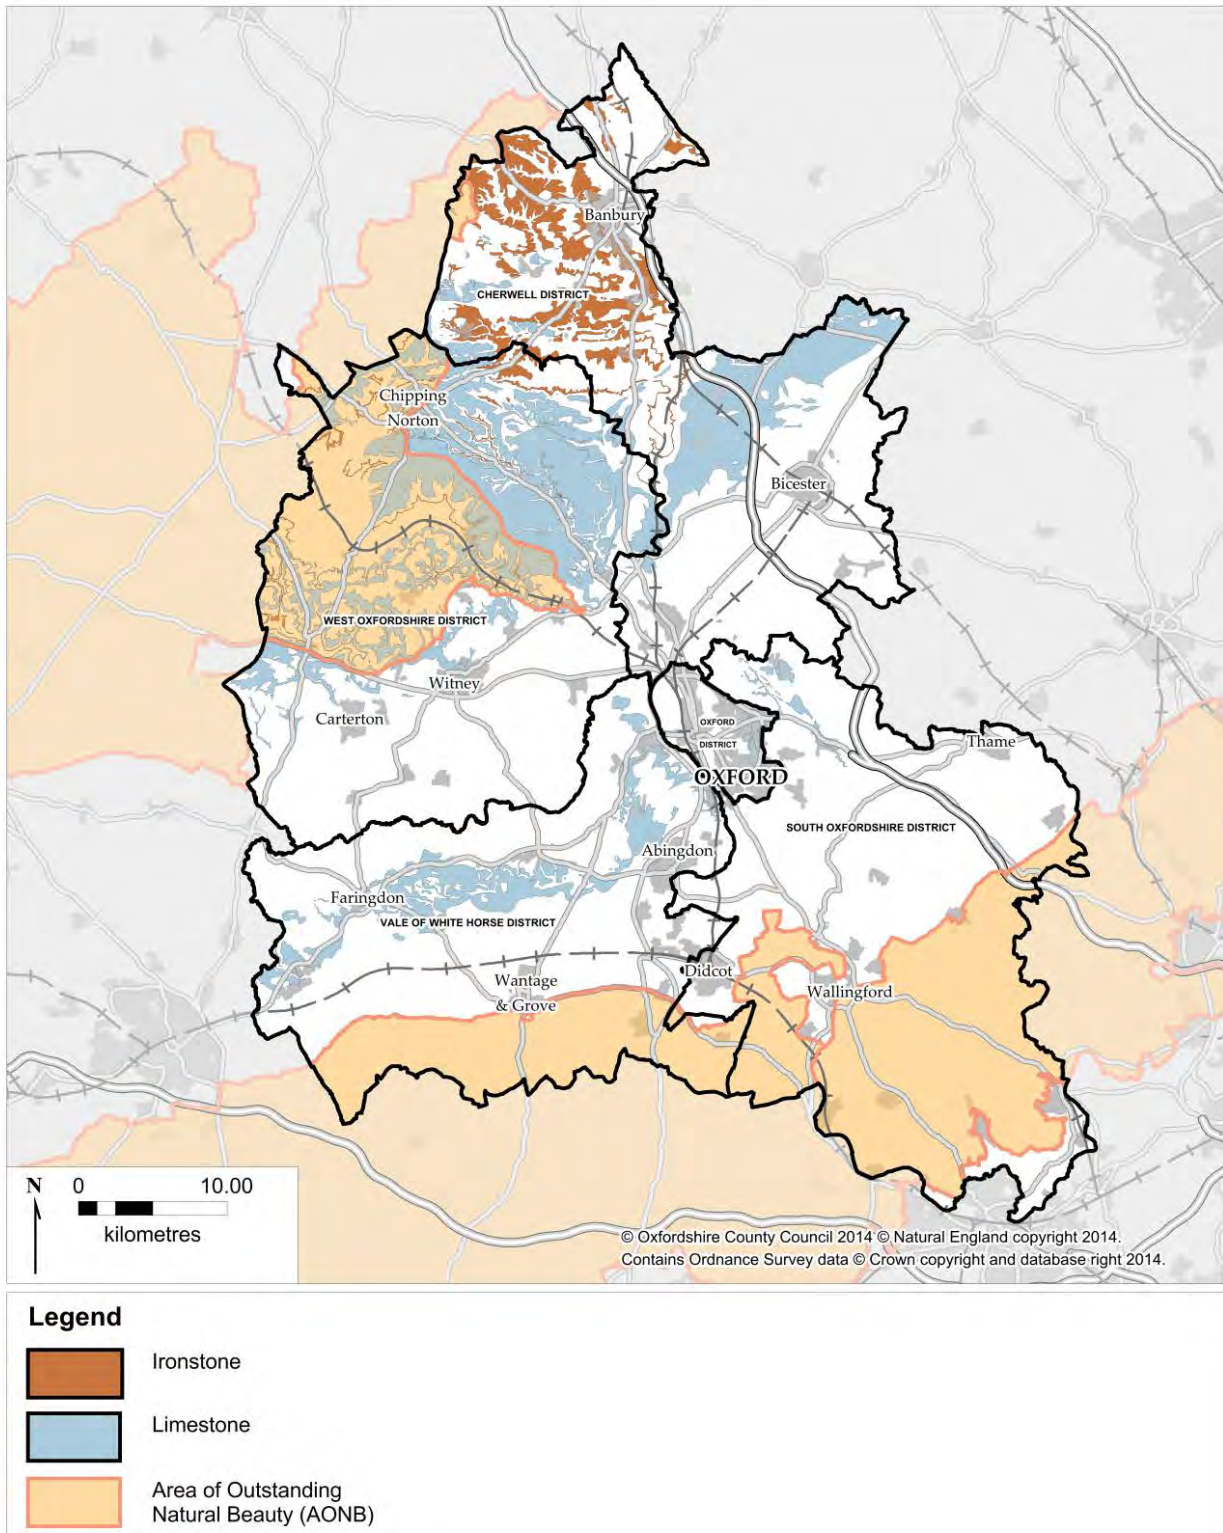 Banbury
CHERWELL DISTRICT
Chipping
Norton
Bicester
WEST OXFORDSHIRE DISTRICT
Witney
Carterton
OXFORD
DISTRICT
Thame
OXFORD
SOUTH OXFORDSHIRE DISTRICT
Abingdon
Faringdon
VALE OF WHITE HORSE DISTRICT
Didcot
Wantage
& Grove
Wallingford
N
0 10.00
kilometres
© Oxfordshire County Council 2014 © Natural England copyright 2014.
Contains Ordnance Survey data © Crown copyright and database right 2014.
Legend
Ironstone
Limestone
Area of Outstanding
Natural Beauty (AONB)